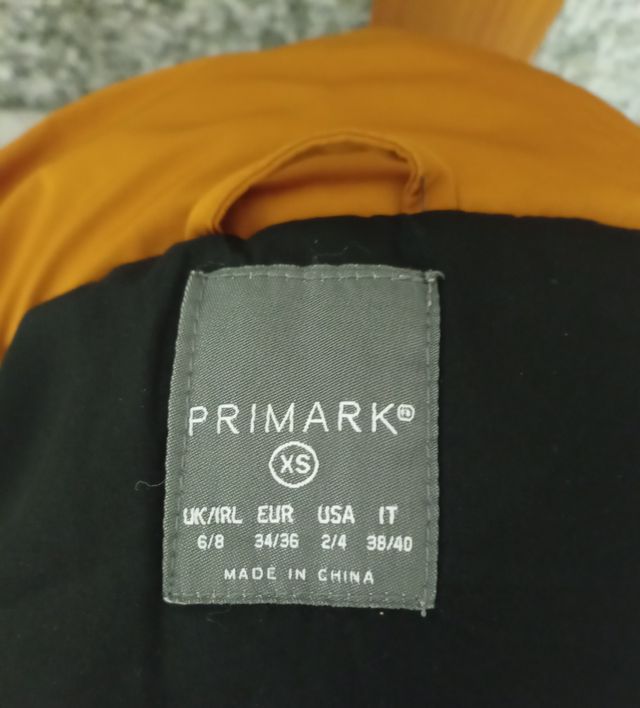 PRIMARK®
XS
UK/IRL EUR USA IT
6/8 34/36 2/4 38/40
MADE IN CHINA